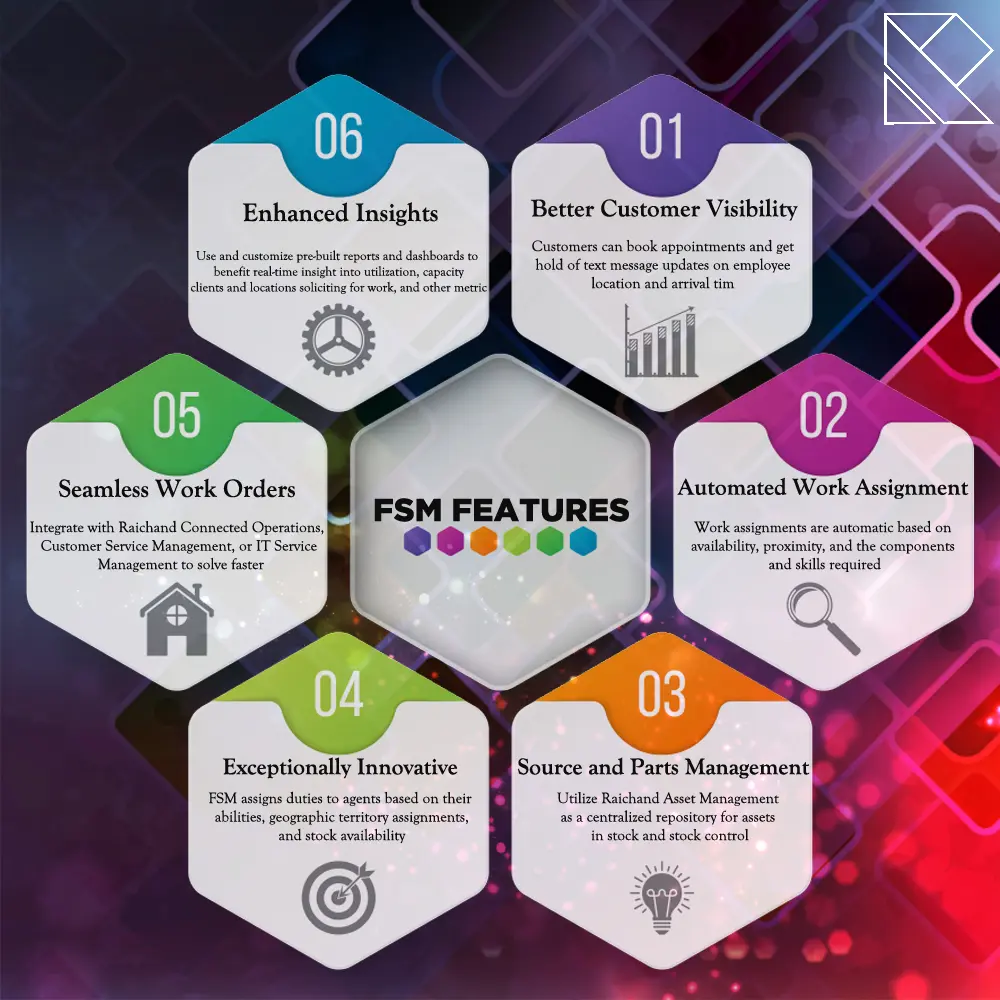 06
Enhanced Insights
Use and customize pre-built reports and dashboards to
benefit real-time insight into utilization, capacity
clients and locations soliciting for work, and other metric
01
Better Customer Visibility
Customers can book appointments and get
hold of text message updates on employee
location and arrival tim
05
Seamless Work Orders
Integrate with Raichand Connected Operations,
Customer Service Management, or IT Service
Management to solve faster
FSM FEATURES
02
Automated Work Assignment
Work assignments are automatic based on
availability, proximity, and the components
and skills required
04
Exceptionally Innovative
FSM assigns duties to agents based on their
abilities, geographic territory assignments,
and stock availability
03
Source and Parts Management
Utilize Raichand Asset Management
as a centralized repository for assets
in stock and stock control